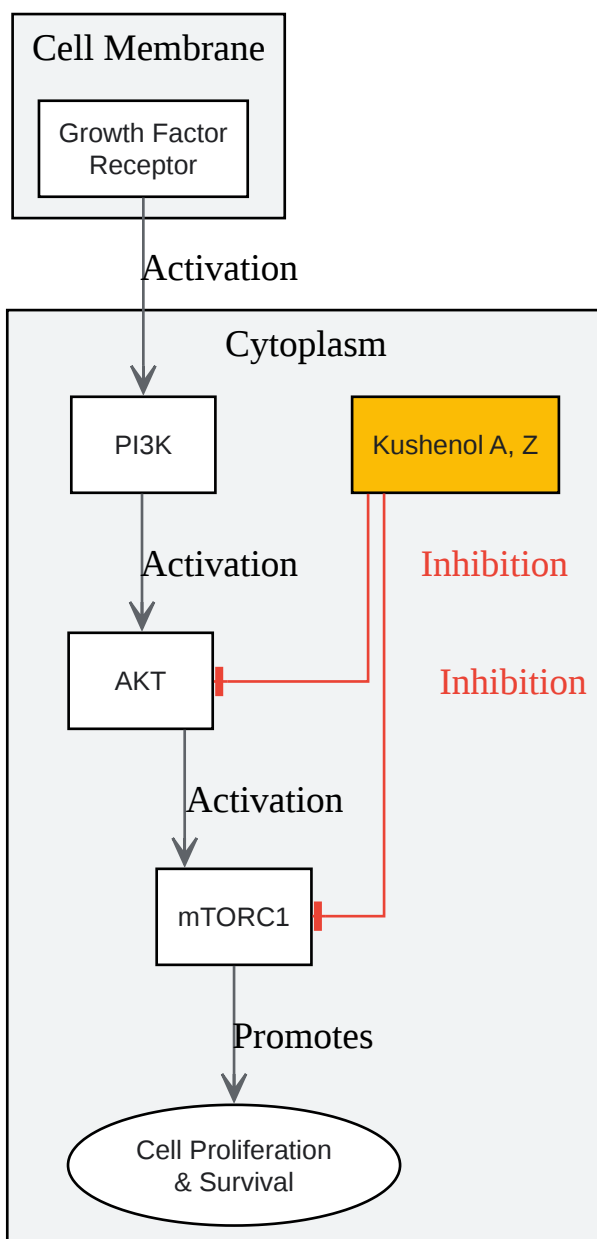 Cell Membrane
Growth Factor
Receptor
Activation
Cytoplasm
PI3K
Kushenol A, Z
Activation
Inhibition
AKT
Inhibition
Activation
mTORC1
Promotes
Cell Proliferation
& Survival